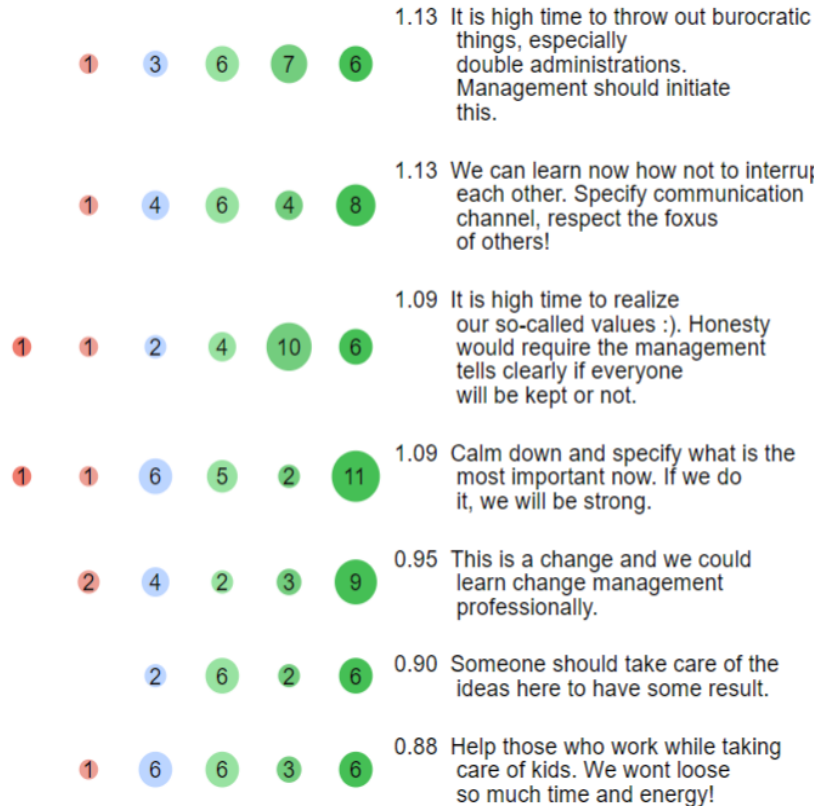 1.13 It is high time to throw out burocratic
things, especially
1 3 6 7 6 double administrations.
Management should initiate
this.
1.13 We can learn now how not to interrup
1 4 6 4 8 each other. Specify communication
channel, respect the foxus
of others!
1.09 It is high time to realize
our so-called values :). Honesty
1 1 2 4 10 6 would require the management
tells clearly if everyone
will be kept or not.
1.09 Calm down and specify what is the
1 1 6 5 2 11 most important now. If we do
it, we will be strong.
0.95 This is a change and we could
2 4 2 3 9 learn change management
professionally.
0.90 Someone should take care of the
2 6 2 6 ideas here to have some result.
0.88 Help those who work while taking
1 6 6 3 6 care of kids. We wont loose
so much time and energy!